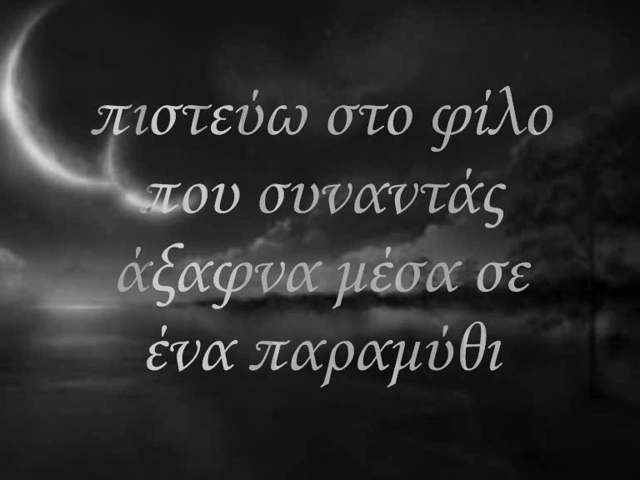 πιστεύω στο φίλο
που συναντάς
άξαφνα μέσα σε
ένα παραμύθι